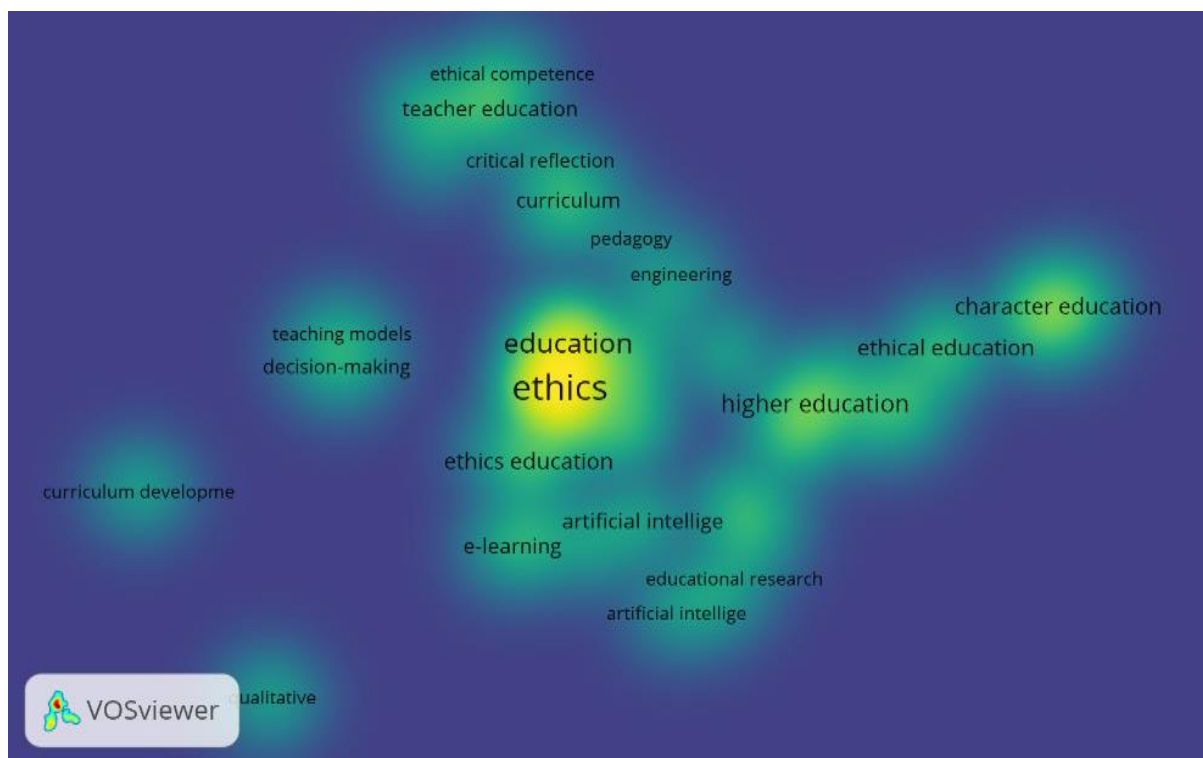 ethical competence
teacher education
critical reflection
curriculum
pedagogy
engineering
character education
teaching models
education
ethical education
decision-making
ethics
higher education
ethics education
curriculum developme
artificial intellige
e-learning
educational research
artificial intellige
qualitative
VOSviewer